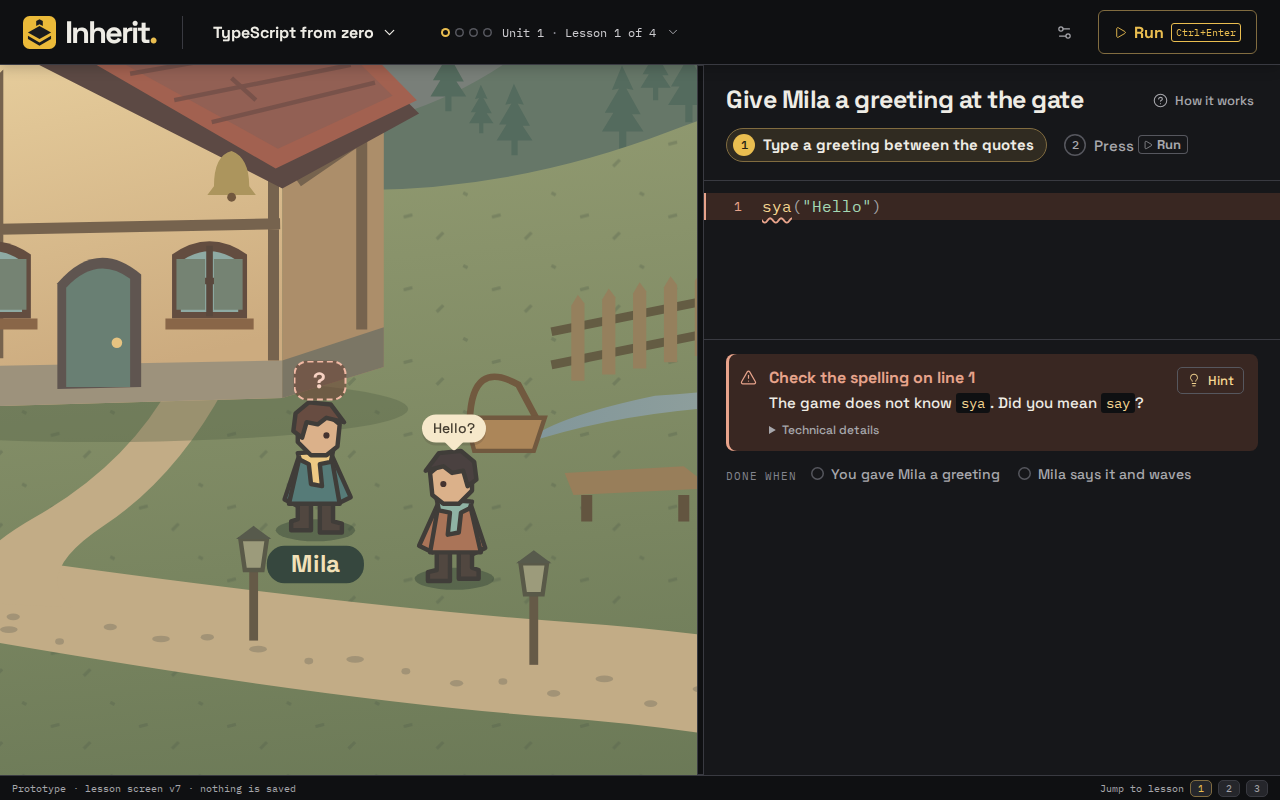 Inherit.
TypeScript from zero
Unit 1 · Lesson 1 of 4
Run Ctrl+Enter
Give Mila a greeting at the gate
How it works
1 Type a greeting between the quotes
2 Press Run
1 sya("Hello")
?
Hello?
Mila
Check the spelling on line 1
Hint
The game does not know sya. Did you mean say?
Technical details
DONE WHEN You gave Mila a greeting Mila says it and waves
Prototype · lesson screen v7 · nothing is saved
Jump to lesson 1 2 3